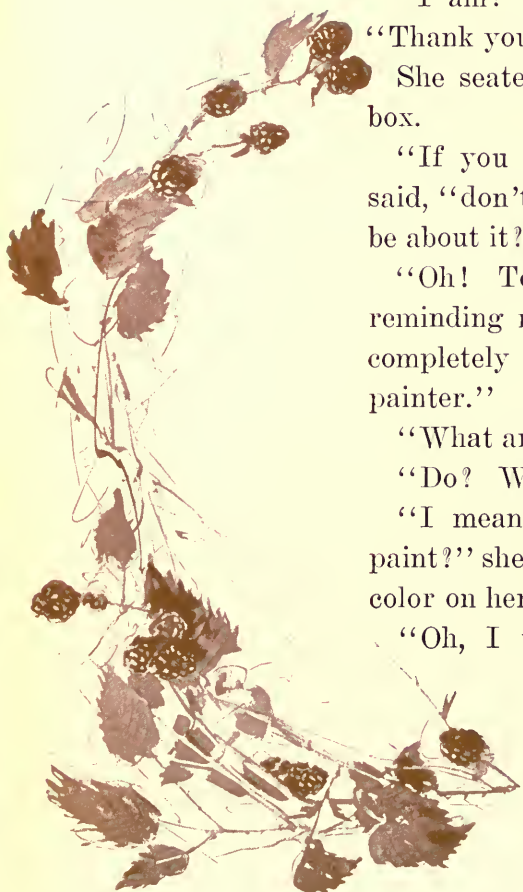 “I am?
“Thank you
She seate
box.
“If you
said, “don’t
be about it?
“Oh! To
reminding m
completely
painter.”
“What an
“Do? W
“I mean
paint?” she
color on her
“Oh, I t